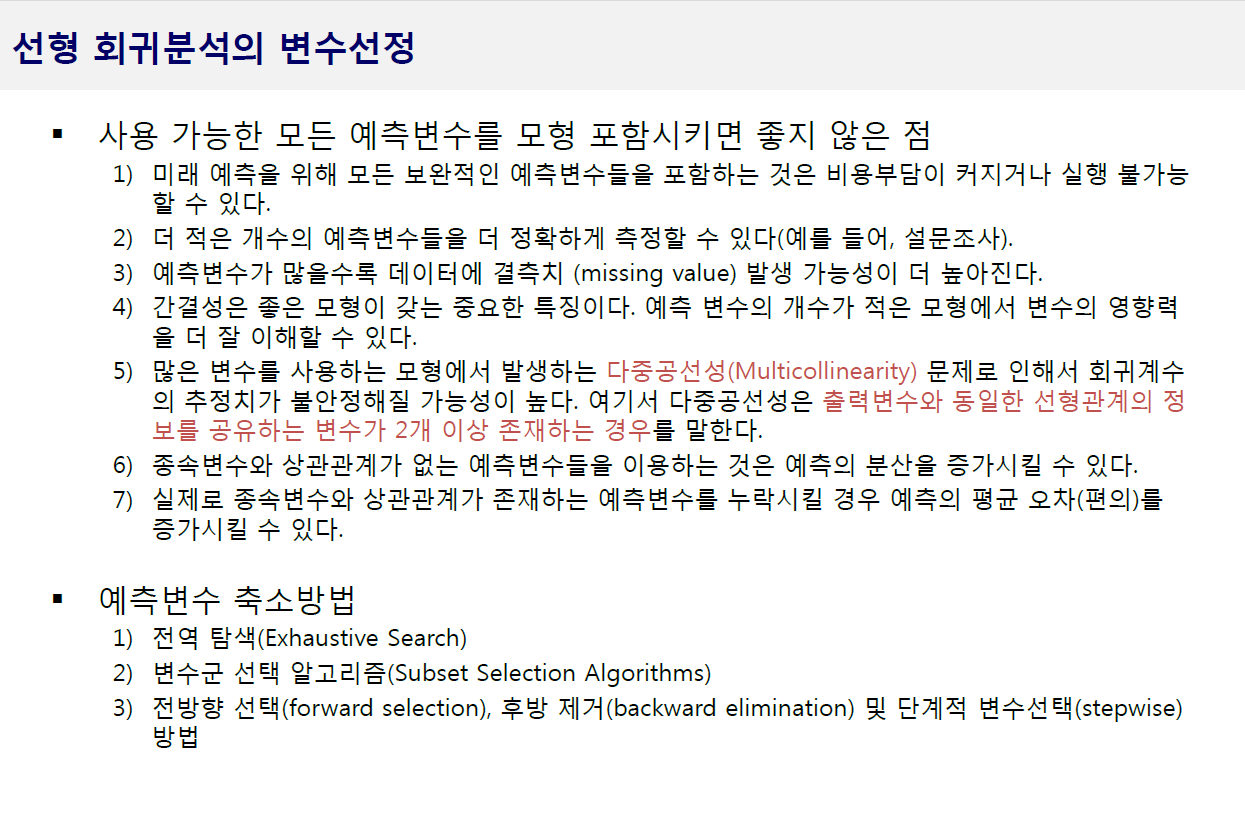 선형 회귀분석의 변수선정
▪ 사용 가능한 모든 예측변수를 모형 포함시키면 좋지 않은 점
1) 미래 예측을 위해 모든 보완적인 예측변수들을 포함하는 것은 비용부담이 커지거나 실행 불가능
할 수 있다.
2) 더 적은 개수의 예측변수들을 더 정확하게 측정할 수 있다(예를 들어, 설문조사).
3) 예측변수가 많을수록 데이터에 결측치 (missing value) 발생 가능성이 더 높아진다.
4) 간결성은 좋은 모형이 갖는 중요한 특징이다. 예측 변수의 개수가 적은 모형에서 변수의 영향력
을 더 잘 이해할 수 있다.
5) 많은 변수를 사용하는 모형에서 발생하는 다중공선성(Multicollinearity) 문제로 인해서 회귀계수
의 추정치가 불안정해질 가능성이 높다. 여기서 다중공선성은 출력변수와 동일한 선형관계의 정
보를 공유하는 변수가 2개 이상 존재하는 경우를 말한다.
6) 종속변수와 상관관계가 없는 예측변수들을 이용하는 것은 예측의 분산을 증가시킬 수 있다.
7) 실제로 종속변수와 상관관계가 존재하는 예측변수를 누락시킬 경우 예측의 평균 오차(편의)를
증가시킬 수 있다.
▪ 예측변수 축소방법
1) 전역 탐색(Exhaustive Search)
2) 변수군 선택 알고리즘(Subset Selection Algorithms)
3) 전방향 선택(forward selection), 후방 제거(backward elimination) 및 단계적 변수선택(stepwise)
방법